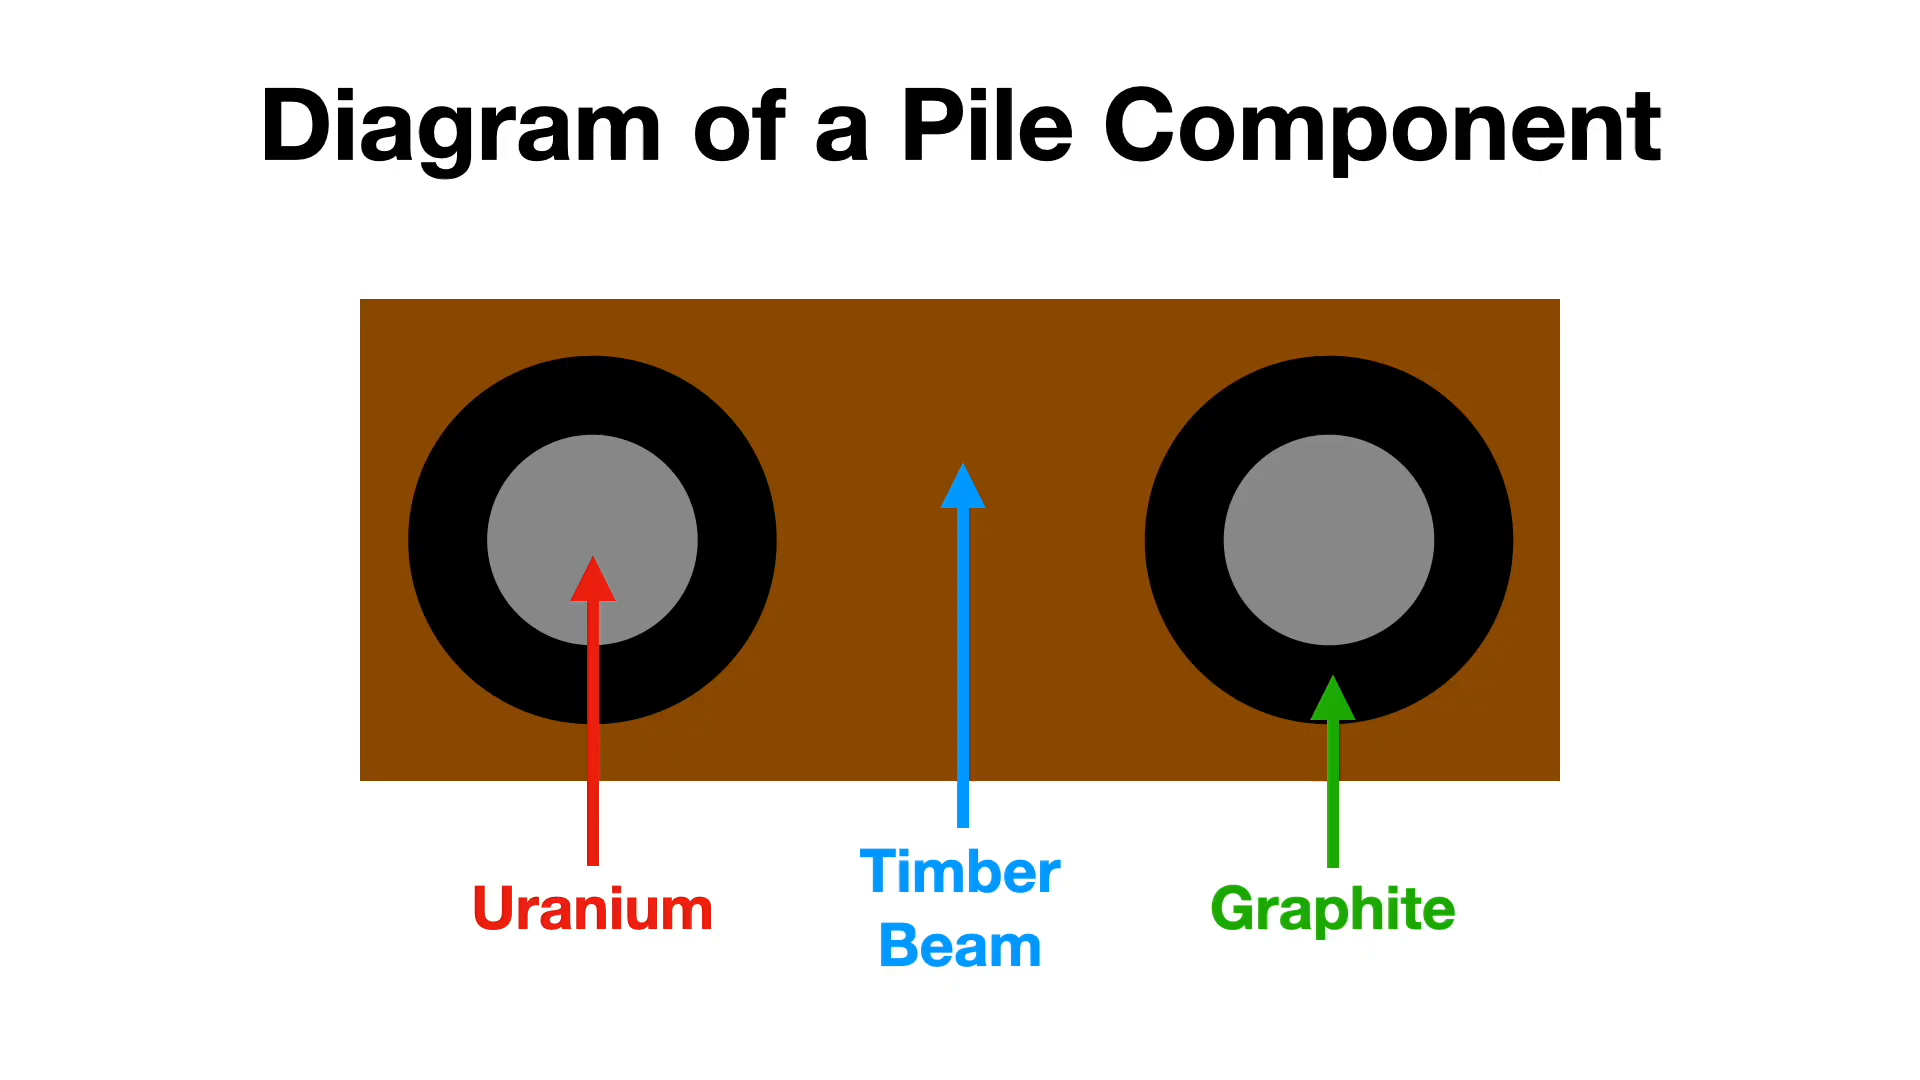 Diagram of a Pile Component
Uranium
Timber
Beam
Graphite